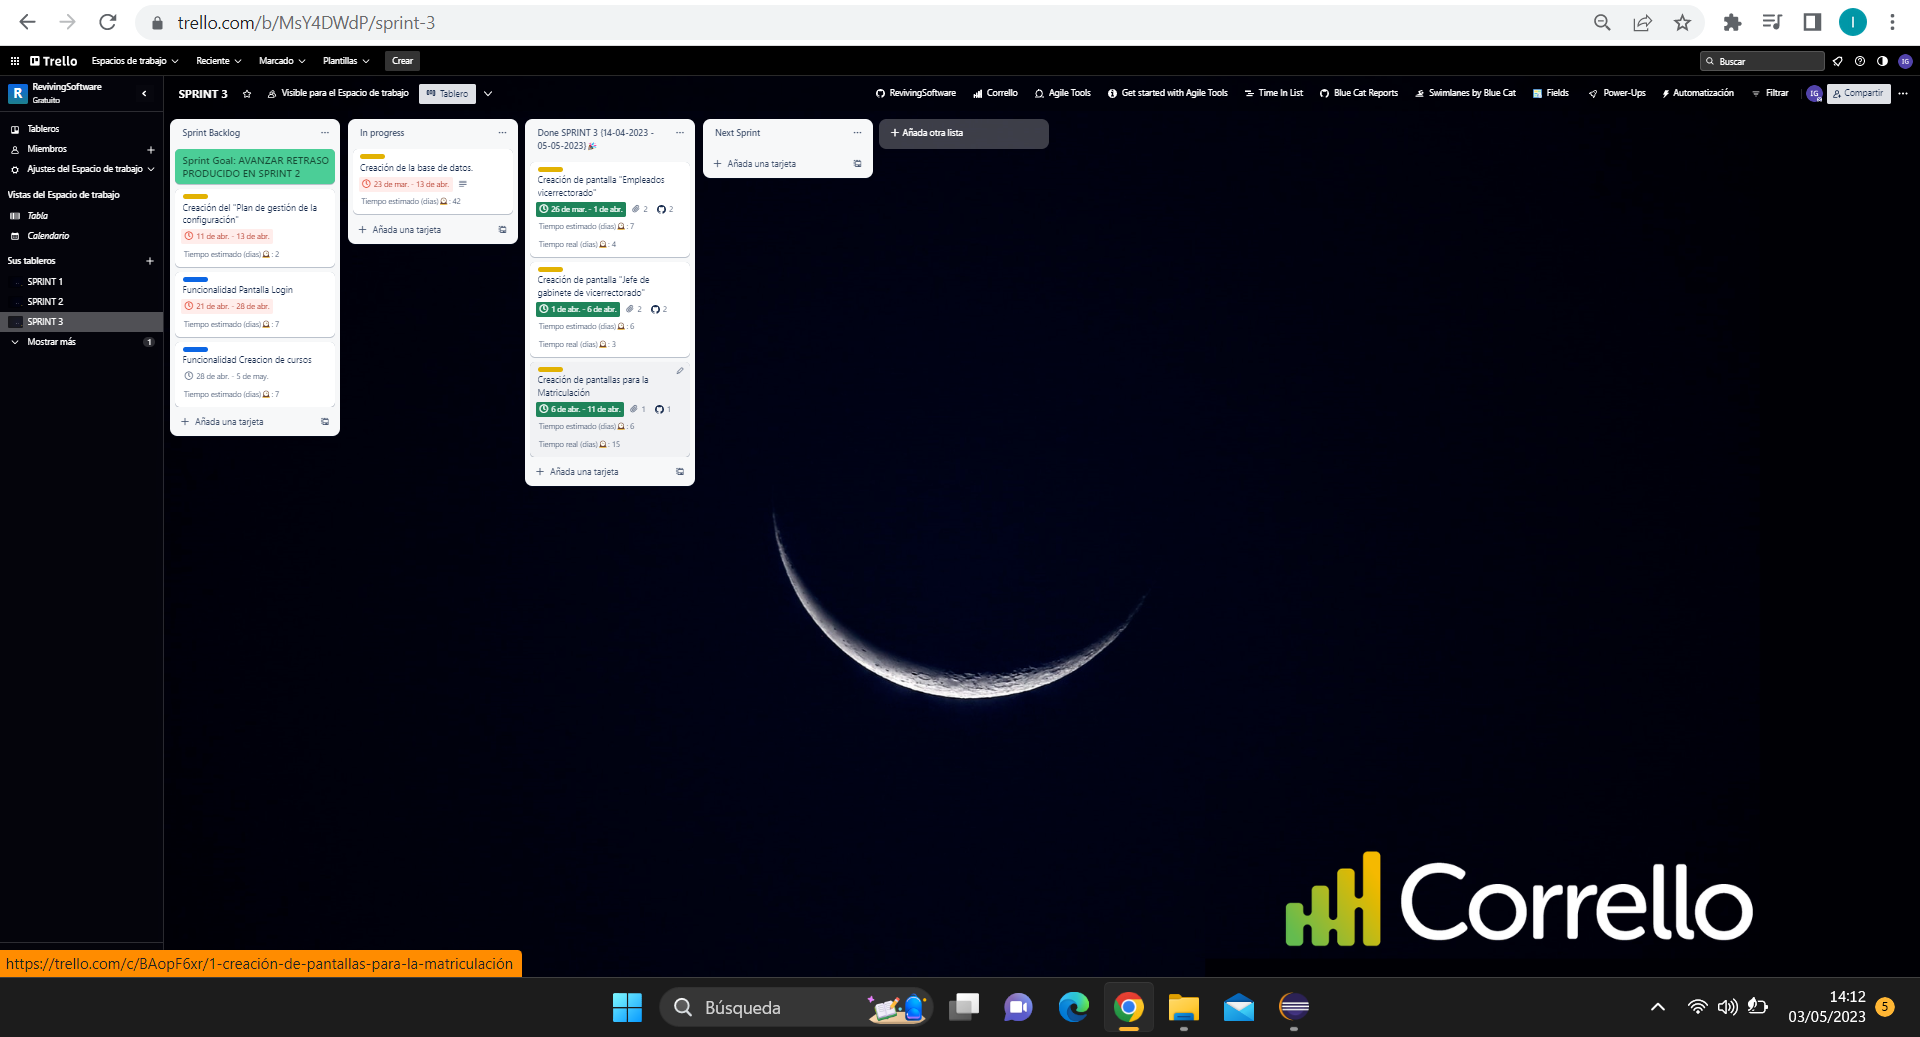 trello.com/b/MsY4DWdP/sprint-3
I
Trello
Espacios de trabajo
Reciente
Marcado
Plantillas
Crear
Buscar
IG
R
RevivingSoftware
Gratuito
SPRINT 3
Visible para el Espacio de trabajo
Tablero
RevivingSoftware
Corrello
Agile Tools
Get started with Agile Tools
Time In List
Blue Cat Reports
Swimlanes by Blue Cat
Fields
Power-Ups
Automatización
Filtrar
IG
Compartir
Tableros
Miembros
Ajustes del Espacio de trabajo
Vistas del Espacio de trabajo
Tabla
Calendario
Sus tableros
SPRINT 1
SPRINT 2
SPRINT 3
Mostrar más
1
Sprint Backlog
Sprint Goal: AVANZAR RETRASO
PRODUCIDO EN SPRINT 2
Creación del "Plan de gestión de la
configuración"
11 de abr. - 13 de abr.
Tiempo estimado (días) : 2
Funcionalidad Pantalla Login
21 de abr. - 28 de abr.
Tiempo estimado (días) : 7
Funcionalidad Creacion de cursos
28 de abr. - 5 de may.
Tiempo estimado (días) : 7
Añada una tarjeta
In progress
Creación de la base de datos.
23 de mar. - 13 de abr.
Tiempo estimado (días) : 42
Añada una tarjeta
Done SPRINT 3 (14-04-2023 -
05-05-2023)🎉
Creación de pantalla "Empleados
vicerrectorado"
26 de mar. - 1 de abr. 2 2
Tiempo estimado (días) : 7
Tiempo real (días) : 4
Creación de pantalla "Jefe de
gabinete de vicerrectorado"
1 de abr. - 6 de abr. 2 2
Tiempo estimado (días) : 6
Tiempo real (días) : 3
Creación de pantallas para la
Matriculación
6 de abr. - 11 de abr. 1 1
Tiempo estimado (días) : 6
Tiempo real (días) : 15
Añada una tarjeta
Next Sprint
Añada una tarjeta
Añada otra lista
Corrello
https://trello.com/c/BAopF6xr/1-creación-de-pantallas-para-la-matriculación
Búsqueda
14:12
03/05/2023
5